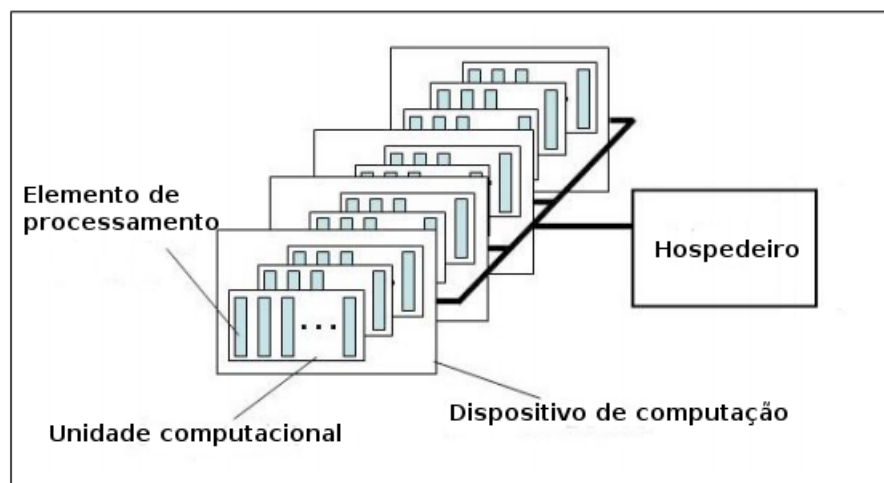 Elemento de
processamento
Hospedeiro
Dispositivo de computação
Unidade computacional
...